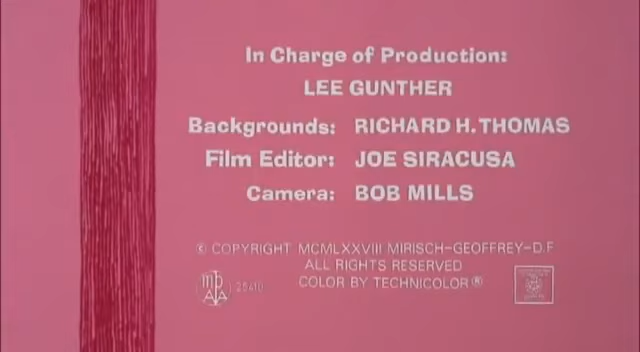 In Charge of Production:
LEE GUNTHER
Backgrounds: RICHARD H. THOMAS
Film Editor: JOE SIRACUSA
Camera: BOB MILLS
© COPYRIGHT MCMLXXVIII MIRISCH-GEOFFREY-D.F
ALL RIGHTS RESERVED
COLOR BY TECHNICOLOR®